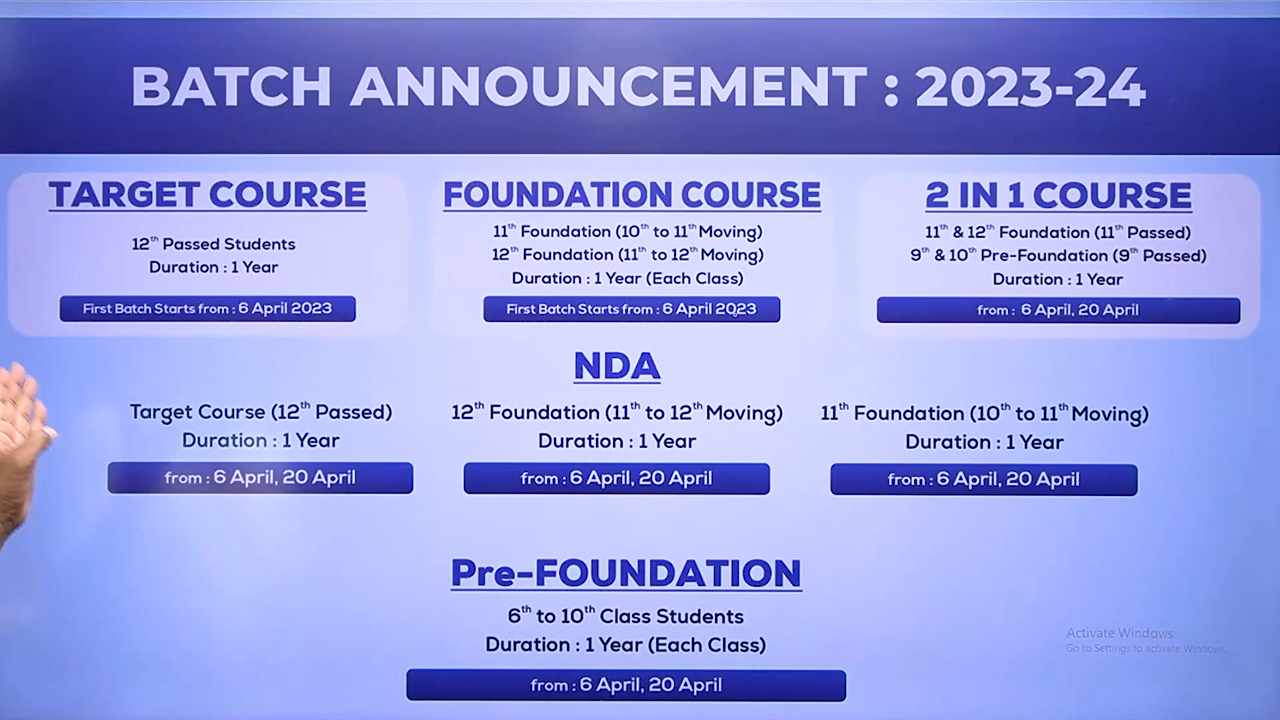 BATCH ANNOUNCEMENT : 2023-24
TARGET COURSE
12th Passed Students
Duration : 1 Year
First Batch Starts from : 6 April 2023
FOUNDATION COURSE
11th Foundation (10th to 11th Moving)
12th Foundation (11th to 12th Moving)
Duration : 1 Year (Each Class)
First Batch Starts from : 6 April 2023
2 IN 1 COURSE
11th & 12th Foundation (11th Passed)
9th & 10th Pre-Foundation (9th Passed)
Duration : 1 Year
from : 6 April, 20 April
NDA
Target Course (12th Passed)
Duration : 1 Year
from : 6 April, 20 April
12th Foundation (11th to 12th Moving)
Duration : 1 Year
from : 6 April, 20 April
11th Foundation (10th to 11th Moving)
Duration : 1 Year
from : 6 April, 20 April
Pre-FOUNDATION
6th to 10th Class Students
Duration : 1 Year (Each Class)
from : 6 April, 20 April
Activate Windows
Go to Settings to activate Windows.